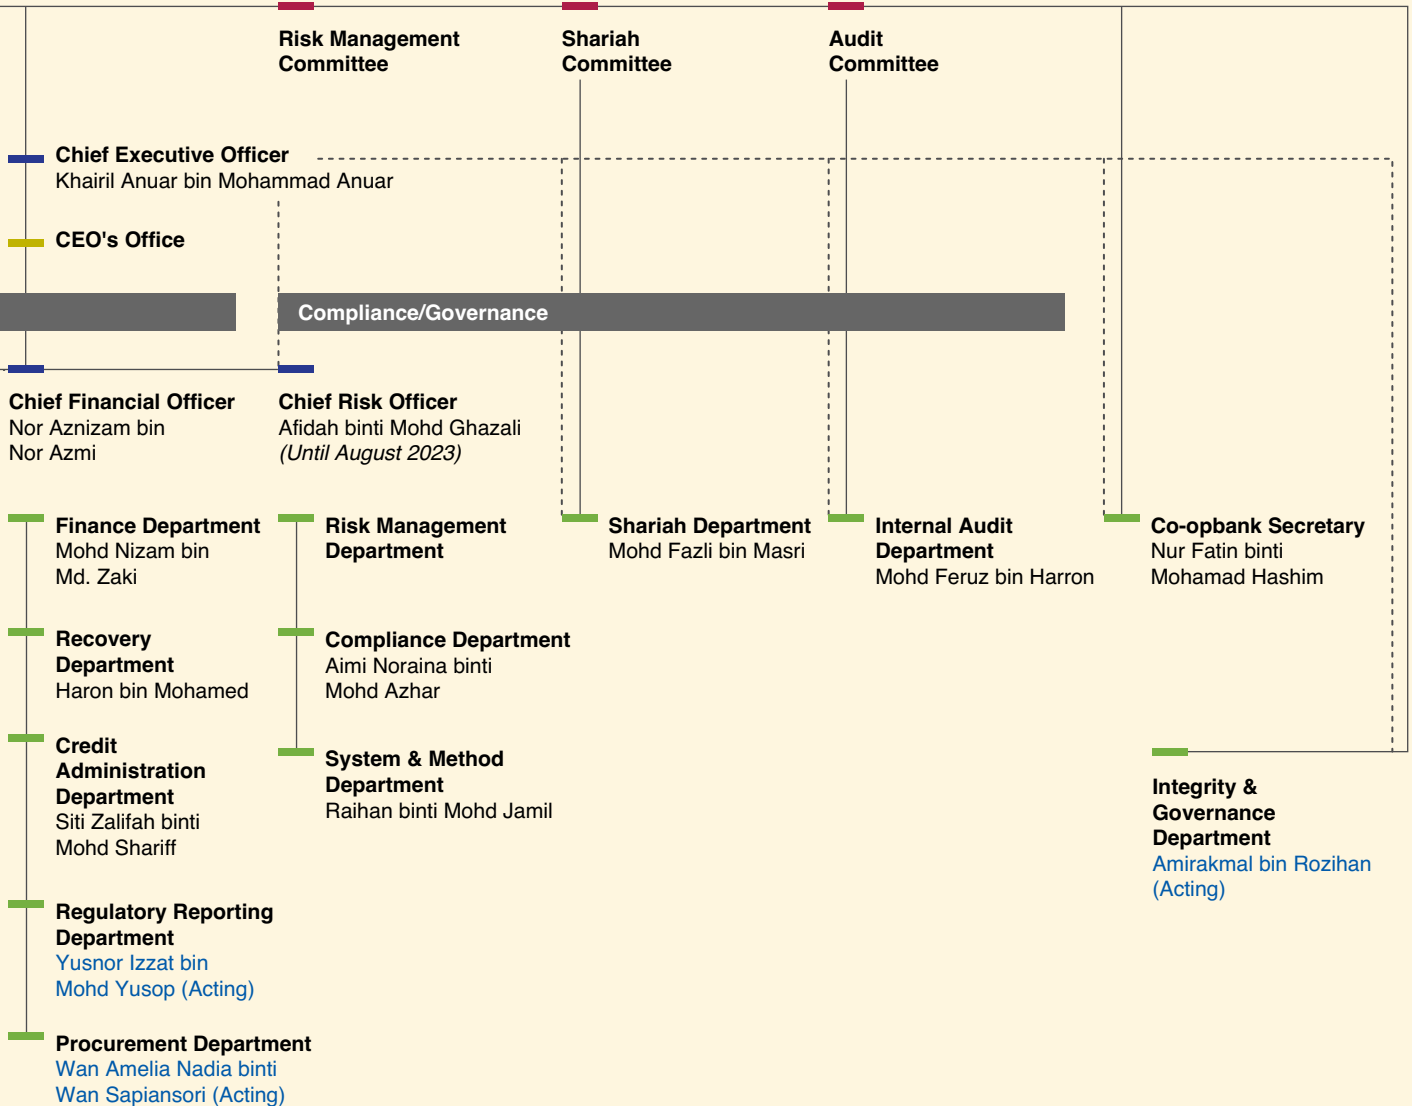 Risk Management
Committee
Shariah
Committee
Audit
Committee
Chief Executive Officer
Khairil Anuar bin Mohammad Anuar
CEO's Office
Compliance/Governance
Chief Financial Officer
Nor Aznizam bin
Nor Azmi
Chief Risk Officer
Afidah binti Mohd Ghazali
(Until August 2023)
Finance Department
Mohd Nizam bin
Md. Zaki
Recovery
Department
Haron bin Mohamed
Credit
Administration
Department
Siti Zalifah binti
Mohd Shariff
Regulatory Reporting
Department
Yusnor Izzat bin
Mohd Yusop (Acting)
Procurement Department
Wan Amelia Nadia binti
Wan Sapiansori (Acting)
Risk Management
Department
Compliance Department
Aimi Noraina binti
Mohd Azhar
System & Method
Department
Raihan binti Mohd Jamil
Shariah Department
Mohd Fazli bin Masri
Internal Audit
Department
Mohd Feruz bin Harron
Co-opbank Secretary
Nur Fatin binti
Mohamad Hashim
Integrity &
Governance
Department
Amirakmal bin Rozihan
(Acting)